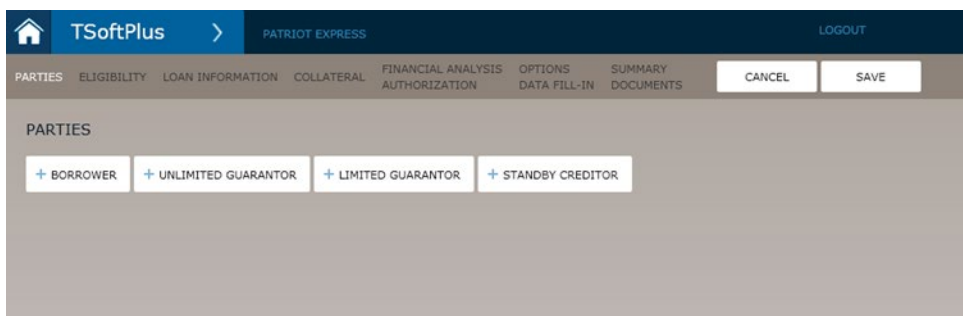 TSoftPlus
PATRIOT EXPRESS
LOGOUT
PARTIES ELIGIBILITY LOAN INFORMATION COLLATERAL
FINANCIAL ANALYSIS
AUTHORIZATION
OPTIONS
DATA FILL-IN
SUMMARY
DOCUMENTS
CANCEL
SAVE
PARTIES
+ BORROWER
+ UNLIMITED GUARANTOR
+ LIMITED GUARANTOR
+ STANDBY CREDITOR